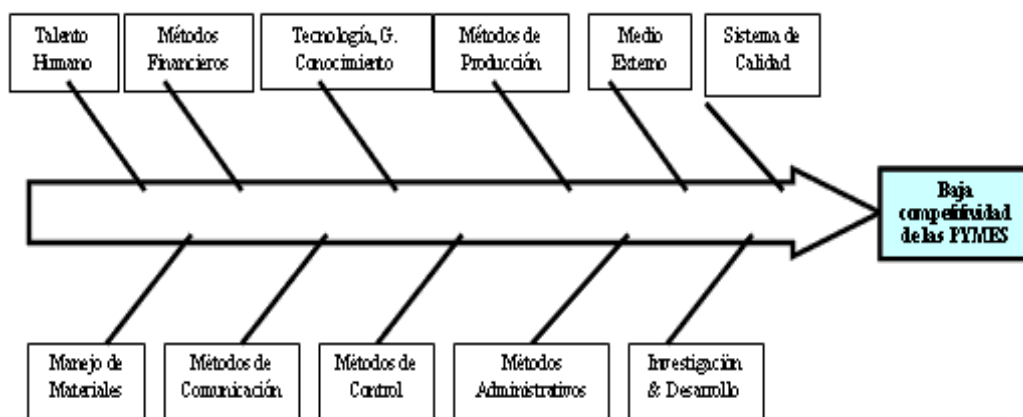 Talento
Humano
Métodos
Financieros
Tecnología, G.
Conocimiento
Métodos de
Producción
Medio
Externo
Sistema de
Calidad
Baja
competitividad
de las PYMES
Manejo de
Materiales
Métodos de
Comunicación
Métodos de
Control
Métodos
Administrativos
Investigación
& Desarrollo